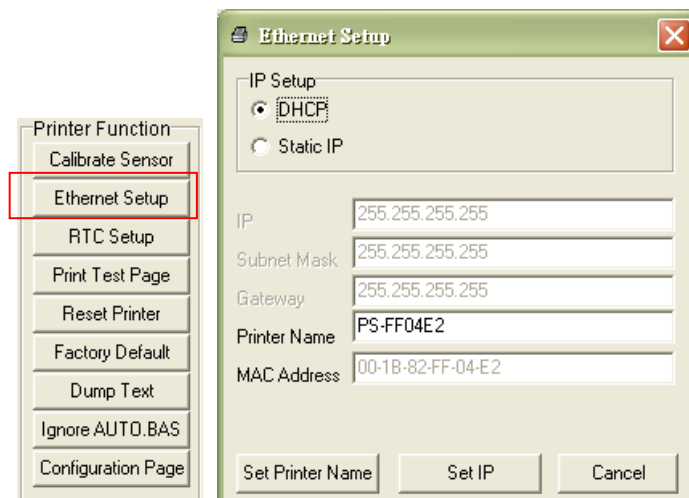 Printer Function
Calibrate Sensor
Ethernet Setup
RTC Setup
Print Test Page
Reset Printer
Factory Default
Dump Text
Ignore AUTO.BAS
Configuration Page
Ethernet Setup
IP Setup
DHCP
Static IP
IP 255.255.255.255
Subnet Mask 255.255.255.255
Gateway 255.255.255.255
Printer Name PS-FF04E2
MAC Address 00-1B-82-FF-04-E2
Set Printer Name Set IP Cancel